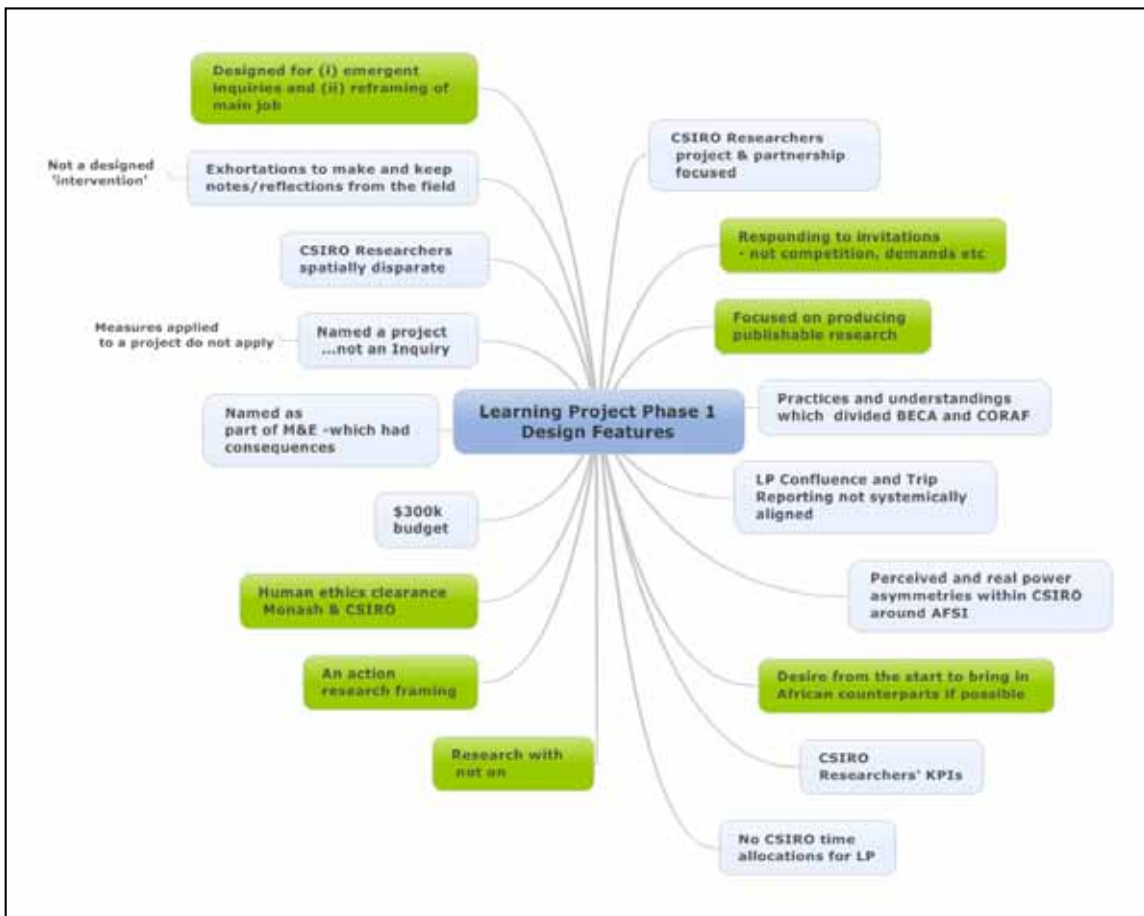 Designed for (i) emergent
inquiries and (ii) reframing of
main job
Not a designed
'intervention'
Exhortations to make and keep
notes/reflections from the field
CSIRO Researchers
spatially disparate
Measures applied
to a project do not apply
Named a project
...not an Inquiry
Named as
part of M&E -which had
consequences
$300k
budget
Human ethics clearance
Monash & CSIRO
An action
research framing
Research with
not on
Learning Project Phase 1
Design Features
CSIRO Researchers
project & partnership
focused
Responding to invitations
- not competition, demands etc
Focused on producing
publishable research
Practices and understandings
which divided BECA and CORAF
LP Confluence and Trip
Reporting not systemically
aligned
Perceived and real power
asymmetries within CSIRO
around AFSI
Desire from the start to bring in
African counterparts if possible
CSIRO
Researchers' KPIs
No CSIRO time
allocations for LP